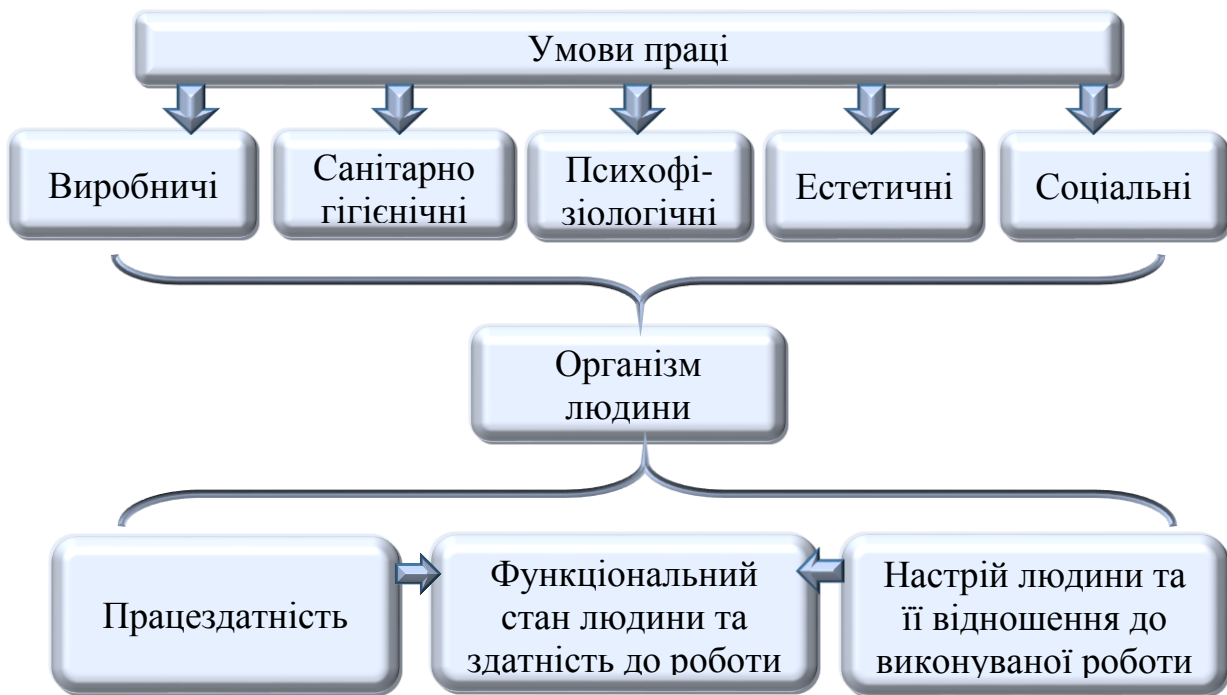 Умови праці
Виробничі
Санітарно
гігієнічні
Психофі-
зіологічні
Естетичні
Соціальні
Організм
людини
Працездатність
Функціональний
стан людини та
здатність до роботи
Настрій людини та
її відношення до
виконуваної роботи